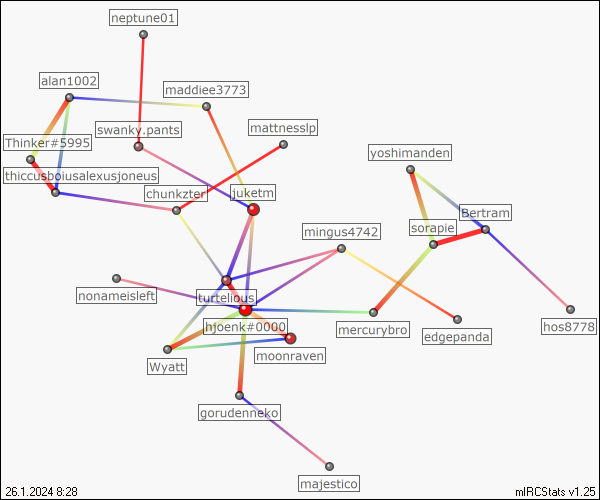 neptune01
alan1002
maddiee3773
swanky.pants
mattnesslp
Thinker#5995
yoshimanden
thiccusbousalexusjoneus
chunkzter
juketm
Bertram
sorapie
mingus4742
nonameisleft
turtelious
hjoenk#0000
mercurybro
hos8778
edgepanda
moonraven
Wyatt
gorudenneko
majestico
26.1.2024 8:28
mIRCStats v1.25